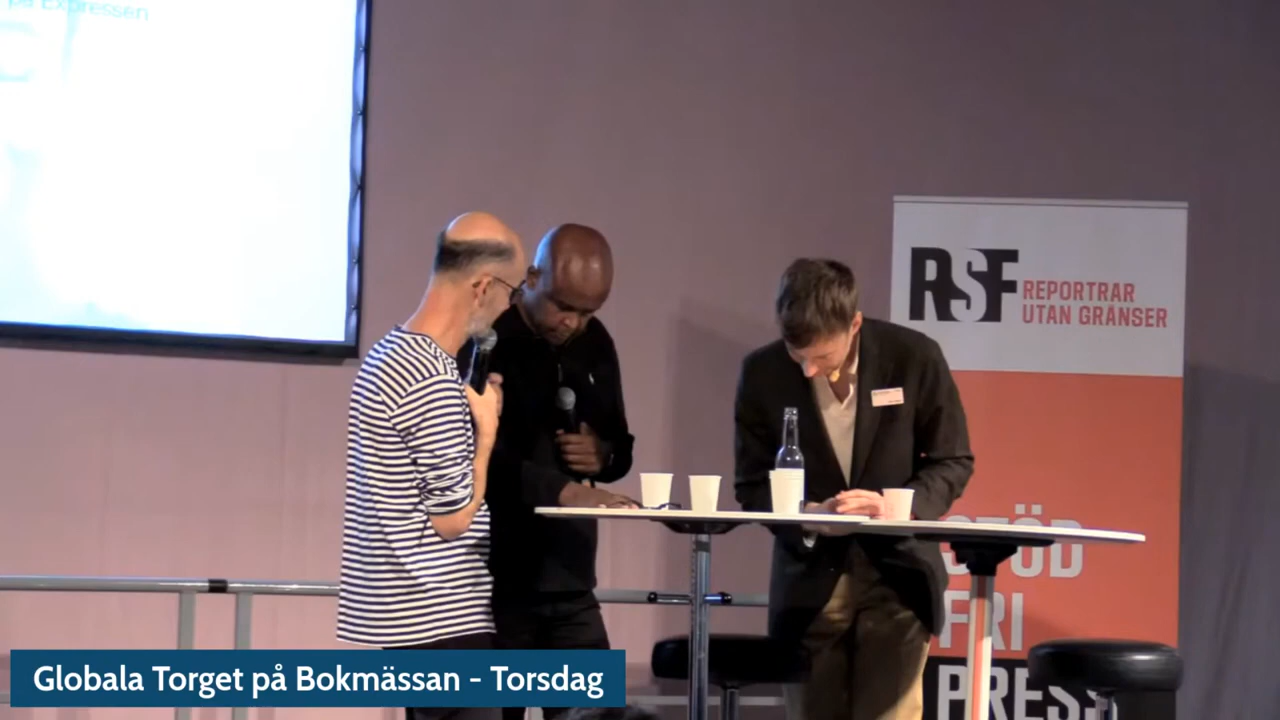 på Expressen
RSF REPORTRAR
UTAN GRÄNSER
STÖD
FRI
PRESS
Globala Torget på Bokmässan - Torsdag